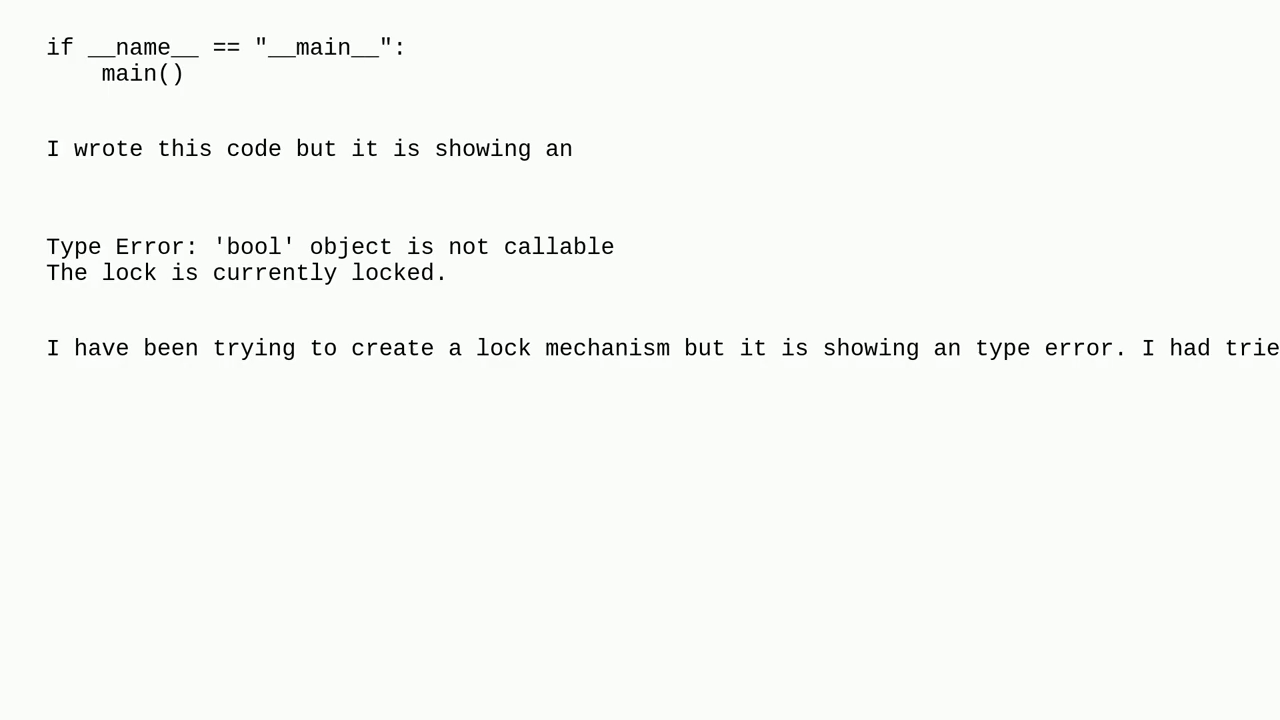 if __name__ == "__main__":
    main()
I wrote this code but it is showing an
Type Error: 'bool' object is not callable
The lock is currently locked.
I have been trying to create a lock mechanism but it is showing an type error. I had trie